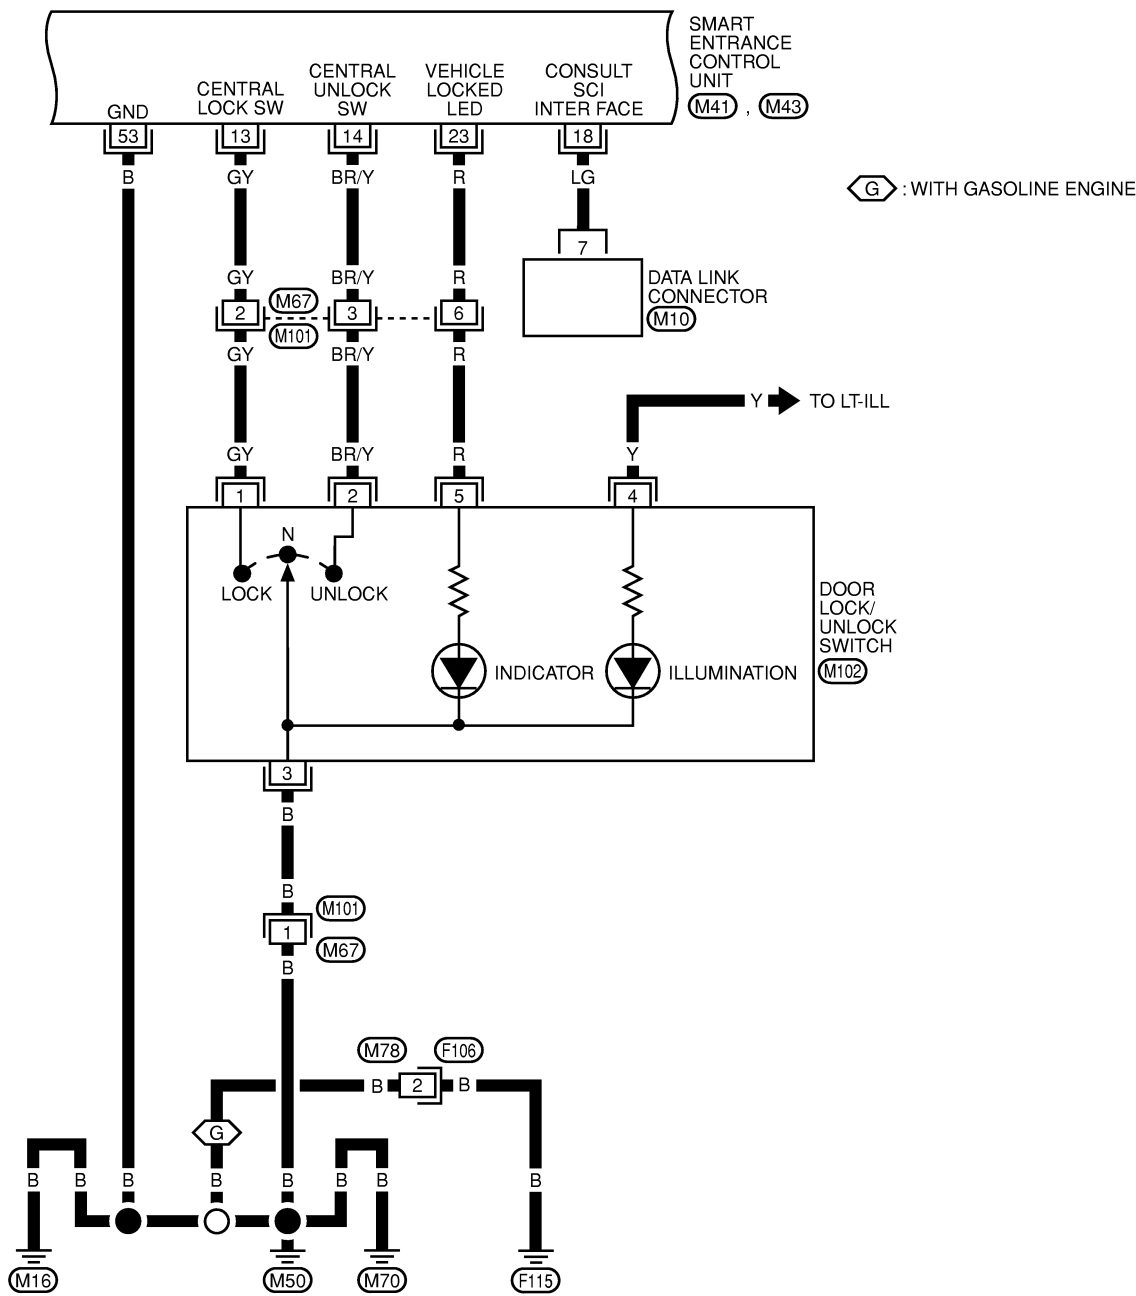 SMART
ENTRANCE
CONTROL
UNIT
M41 , M43
GND
CENTRAL
LOCK SW
CENTRAL
UNLOCK
SW
VEHICLE
LOCKED
LED
CONSULT
SCI
INTER FACE
53
13
14
23
18
B
GY
BR/Y
R
LG
G : WITH GASOLINE ENGINE
7
DATA LINK
CONNECTOR
M10
GY
BR/Y
R
2
M67
M101
3
6
GY
BR/Y
R
Y
TO LT-ILL
GY
BR/Y
R
Y
1
2
5
4
N
LOCK
UNLOCK
INDICATOR
ILLUMINATION
DOOR
LOCK/
UNLOCK
SWITCH
M102
3
B
B
M101
1
M67
B
M78
F106
B
2
B
G
B
B
B
B
B
B
B
B
M16
M50
M70
F115